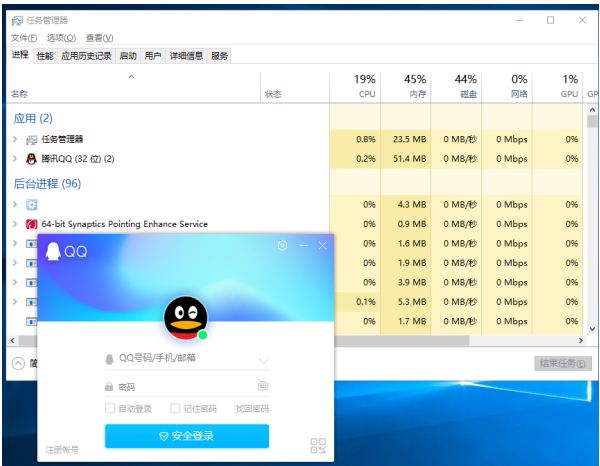 任务管理器
文件(F) 选项(O) 查看(V)
进程 性能 应用历史记录 启动 用户 详细信息 服务
19% 45% 44% 0% 1%
名称 状态 CPU 内存 磁盘 网络 GPU GP
应用 (2)
任务管理器 0.8% 23.5 MB 0 MB/秒 0 Mbps 0%
腾讯QQ (32 位) (2) 0.2% 51.4 MB 0 MB/秒 0 Mbps 0%
后台进程 (96)
0% 4.3 MB 0 MB/秒 0 Mbps 0%
64-bit Synaptics Pointing Enhance Service 0% 0.9 MB 0 MB/秒 0 Mbps 0%
0% 1.6 MB 0 MB/秒 0 Mbps 0%
0% 1.9 MB 0 MB/秒 0 Mbps 0%
0% 3.9 MB 0 MB/秒 0 Mbps 0%
0.1% 5.3 MB 0 MB/秒 0 Mbps 0%
0% 1.7 MB 0 MB/秒 0 Mbps 0%
简
结束任务(E)
QQ
QQ号码/手机/邮箱
密码
自动登录 记住密码 找回密码
安全登录
注册帐号